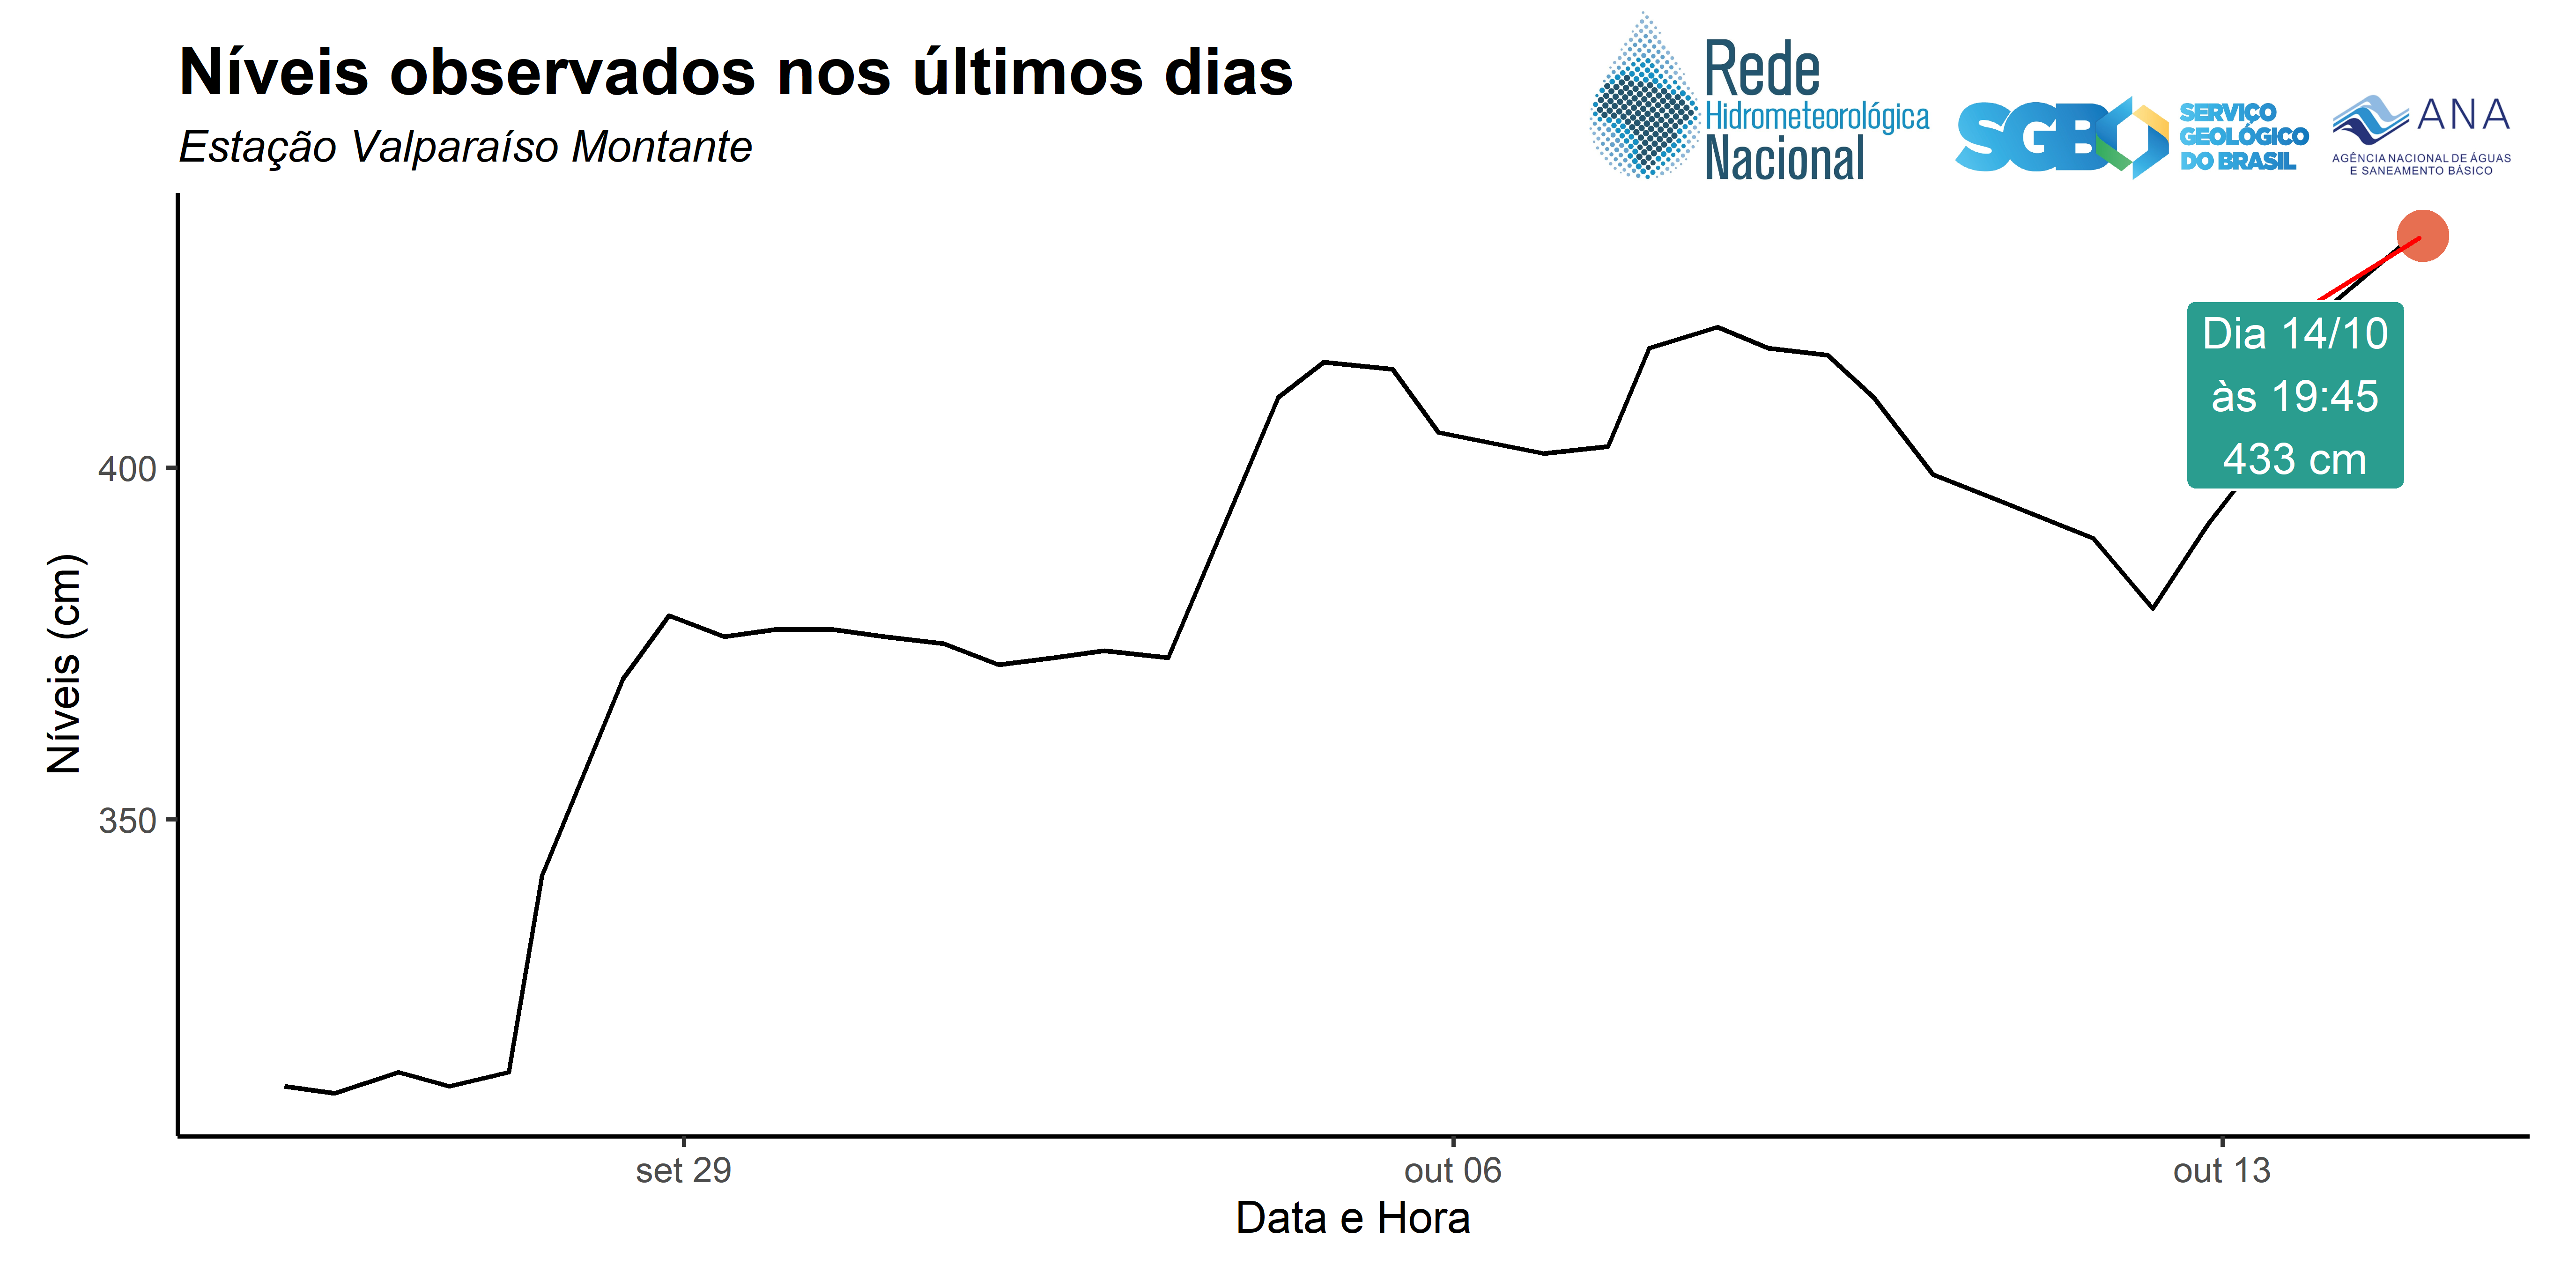 Níveis observados nos últimos dias
Estação Valparaíso Montante
Rede
Hidrometeorológica
Nacional
SGB
SERVIÇO
GEOLÓGICO
DO BRASIL
ANA
AGÊNCIA NACIONAL DE ÁGUAS
E SANEAMENTO BÁSICO
Dia 14/10
às 19:45
433 cm
400
350
Níveis (cm)
set 29
out 06
out 13
Data e Hora